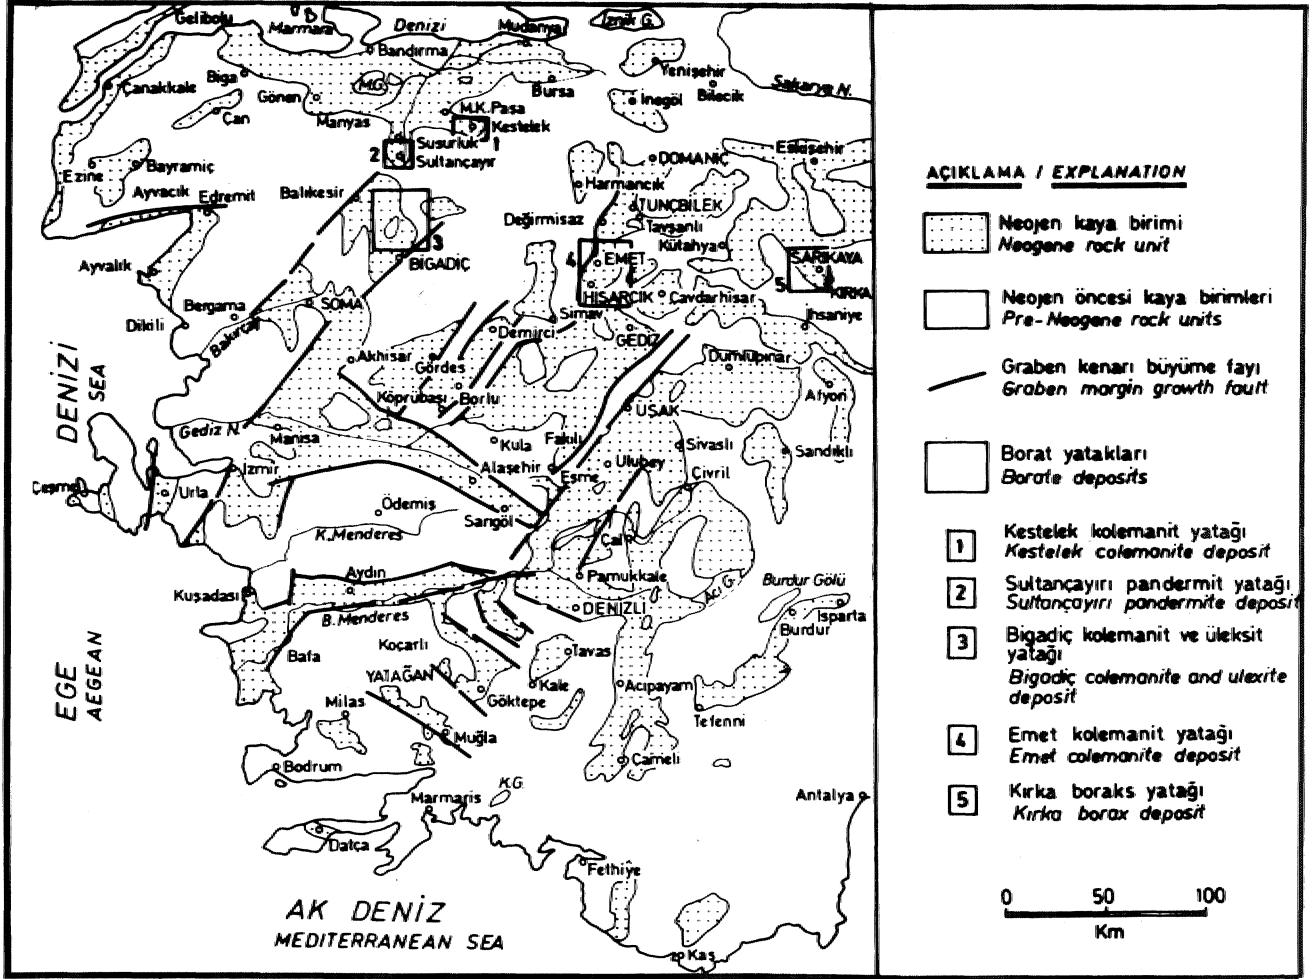 Gelibolu
Marmara
Denizi
Mudanya
İznik G.
Bandırma
Yenişehir
Bilecik
Sakarya N.
Çanakkale
Biga
M.G.
Bursa
İnegöl
Gönen
Çan
Manyas
M.K. Paşa
Kestelek
1
Susurluk
2
Sultançayır
DOMANİÇ
Eskişehir
Bayramiç
Ezine
Ayvacık
Edremit
Balıkesir
Harmancık
TUNÇBİLEK
Tavşanlı
Değirmisaz
Kütahya
3
BİGADİÇ
4
EMET
SARIKAYA
5
KIRKA
Ayvalık
HİSARCIK
Çavdarhisar
Bergama
SOMA
Dikili
Bakırçay
Simav
Demirci
GEDİZ
İhsaniye
Akhisar
Gördes
Dumlupınar
Afyon
Köprübaşı
Borlu
UŞAK
Gediz N.
Manisa
Kula
Fakılı
Sivaslı
Sandıklı
İzmir
Alaşehir
Eşme
Ulubey
Çivril
Çeşme
Urla
Ödemiş
Sarıgöl
K. Menderes
Çal
Aydın
Pamukkale
Acı G.
Burdur Gölü
Kuşadası
DENİZLİ
Isparta
Burdur
B. Menderes
Koçarlı
Bafa
Tavas
YATAĞAN
Kale
Acıpayam
Göktepe
Tefenni
Milas
Muğla
Çameli
Bodrum
K.G.
Marmaris
Antalya
Datça
Fethiye
Kaş
EGE DENİZİ
AEGEAN SEA
AK DENİZ
MEDITERRANEAN SEA
AÇIKLAMA / EXPLANATION
Neojen kaya birimi
Neogene rock unit
Neojen öncesi kaya birimleri
Pre-Neogene rock units
Graben kenarı büyüme fayı
Graben margin growth fault
Borat yatakları
Borate deposits
1
Kestelek kolemanit yatağı
Kestelek colemanite deposit
2
Sultançayırı pandermit yatağı
Sultançayırı pandermite deposit
3
Bigadiç kolemanit ve üleksit
yatağı
Bigadiç colemanite and ulexite
deposit
4
Emet kolemanit yatağı
Emet colemanite deposit
5
Kırka boraks yatağı
Kırka borax deposit
0 50 100
Km